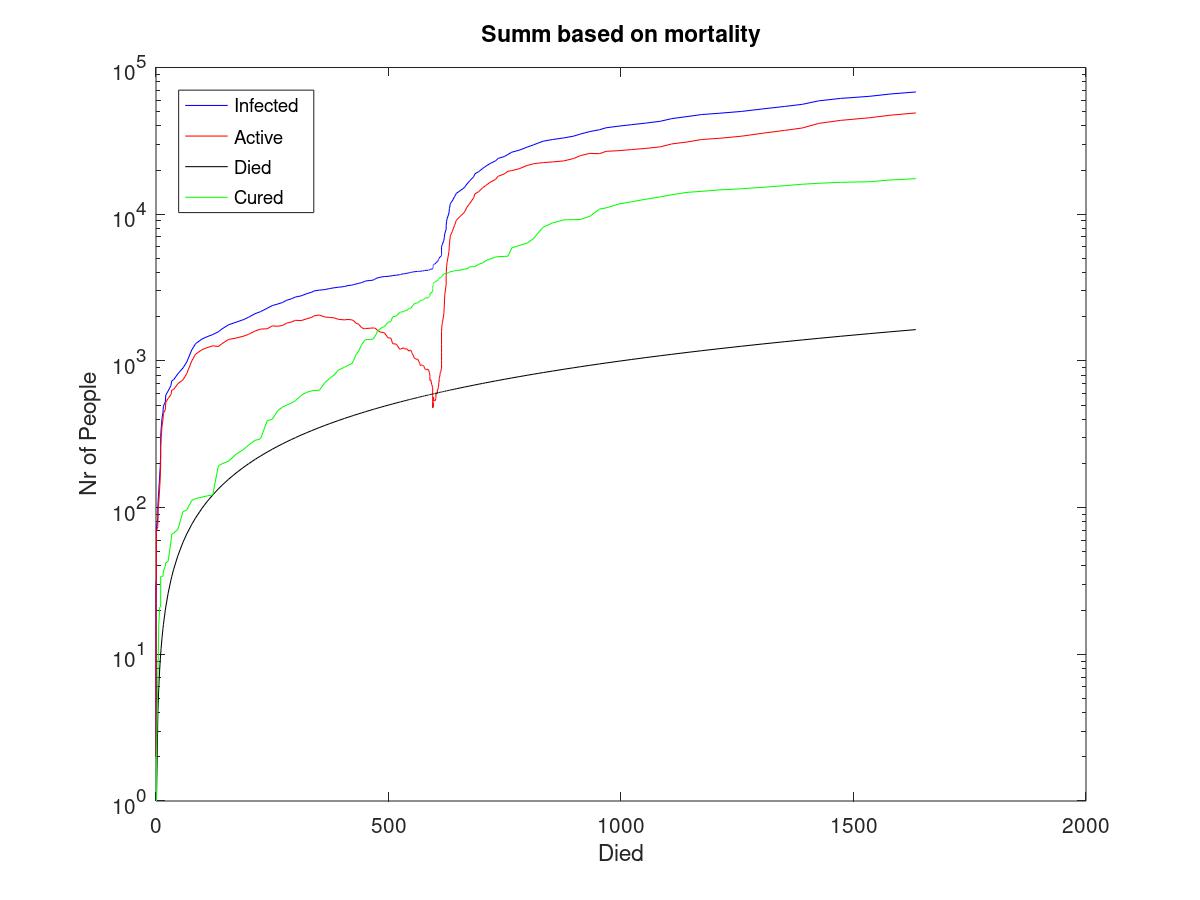 Summ based on mortality
10^5
10^4
10^3
10^2
10^1
10^0
Infected
Active
Died
Cured
Nr of People
0 500 1000 1500 2000
Died